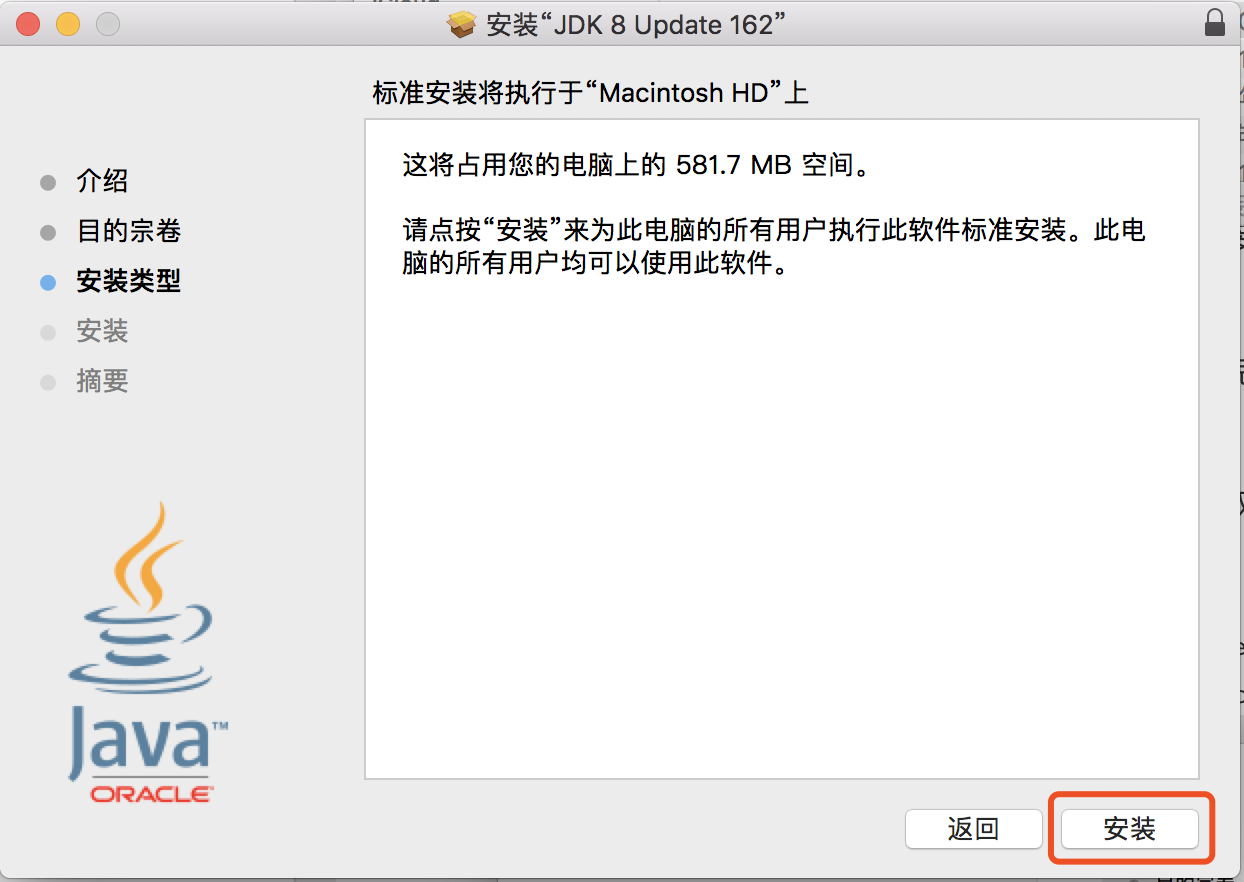 安装“JDK 8 Update 162”
标准安装将执行于“Macintosh HD”上
介绍
目的宗卷
安装类型
安装
摘要
这将占用您的电脑上的 581.7 MB 空间。
请点按“安装”来为此电脑的所有用户执行此软件标准安装。此电
脑的所有用户均可以使用此软件。
Java™
ORACLE
返回
安装